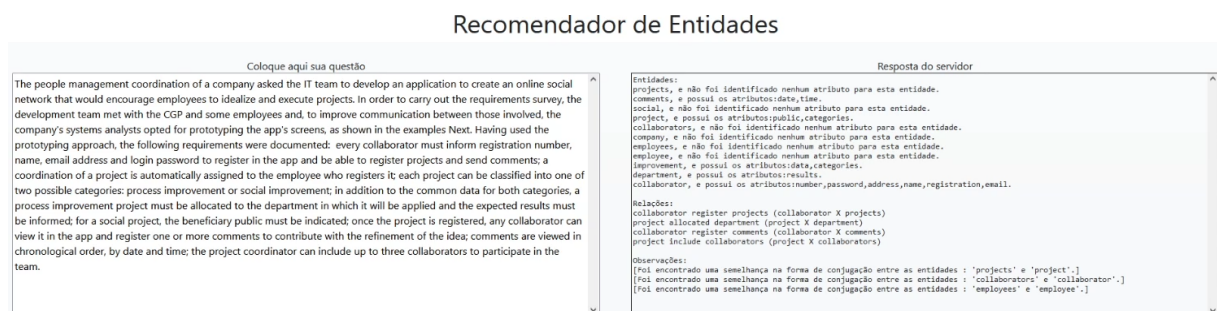 Recomendador de Entidades
Coloque aqui sua questão
The people management coordination of a company asked the IT team to develop an application to create an online social
network that would encourage employees to idealize and execute projects. In order to carry out the requirements survey, the
development team met with the CGP and some employees and, to improve communication between those involved, the
company's systems analysts opted for prototyping the app's screens, as shown in the examples Next. Having used the
prototyping approach, the following requirements were documented:  every collaborator must inform registration number,
name, email address and login password to register in the app and be able to register projects and send comments; a
coordination of a project is automatically assigned to the employee who registers it; each project can be classified into one of
two possible categories: process improvement or social improvement; in addition to the common data for both categories, a
process improvement project must be allocated to the department in which it will be applied and the expected results must
be informed; for a social project, the beneficiary public must be indicated; once the project is registered, any collaborator can
view it in the app and register one or more comments to contribute with the refinement of the idea; comments are viewed in
chronological order, by date and time; the project coordinator can include up to three collaborators to participate in the
team.
Resposta do servidor
Entidades:
projects, e não foi identificado nenhum atributo para esta entidade.
comments, e possui os atributos:date,time.
social, e não foi identificado nenhum atributo para esta entidade.
project, e possui os atributos:public,categories.
collaborators, e não foi identificado nenhum atributo para esta entidade.
company, e não foi identificado nenhum atributo para esta entidade.
employees, e não foi identificado nenhum atributo para esta entidade.
employee, e não foi identificado nenhum atributo para esta entidade.
improvement, e possui os atributos:data,categories.
department, e possui os atributos:results.
collaborator, e possui os atributos:number,password,address,name,registration,email.
Relações:
collaborator register projects (collaborator X projects)
project allocated department (project X department)
collaborator register comments (collaborator X comments)
project include collaborators (project X collaborators)
Observações:
[Foi encontrado uma semelhança na forma de conjugação entre as entidades : 'projects' e 'project'.]
[Foi encontrado uma semelhança na forma de conjugação entre as entidades : 'collaborators' e 'collaborator'.]
[Foi encontrado uma semelhança na forma de conjugação entre as entidades : 'employees' e 'employee'.]